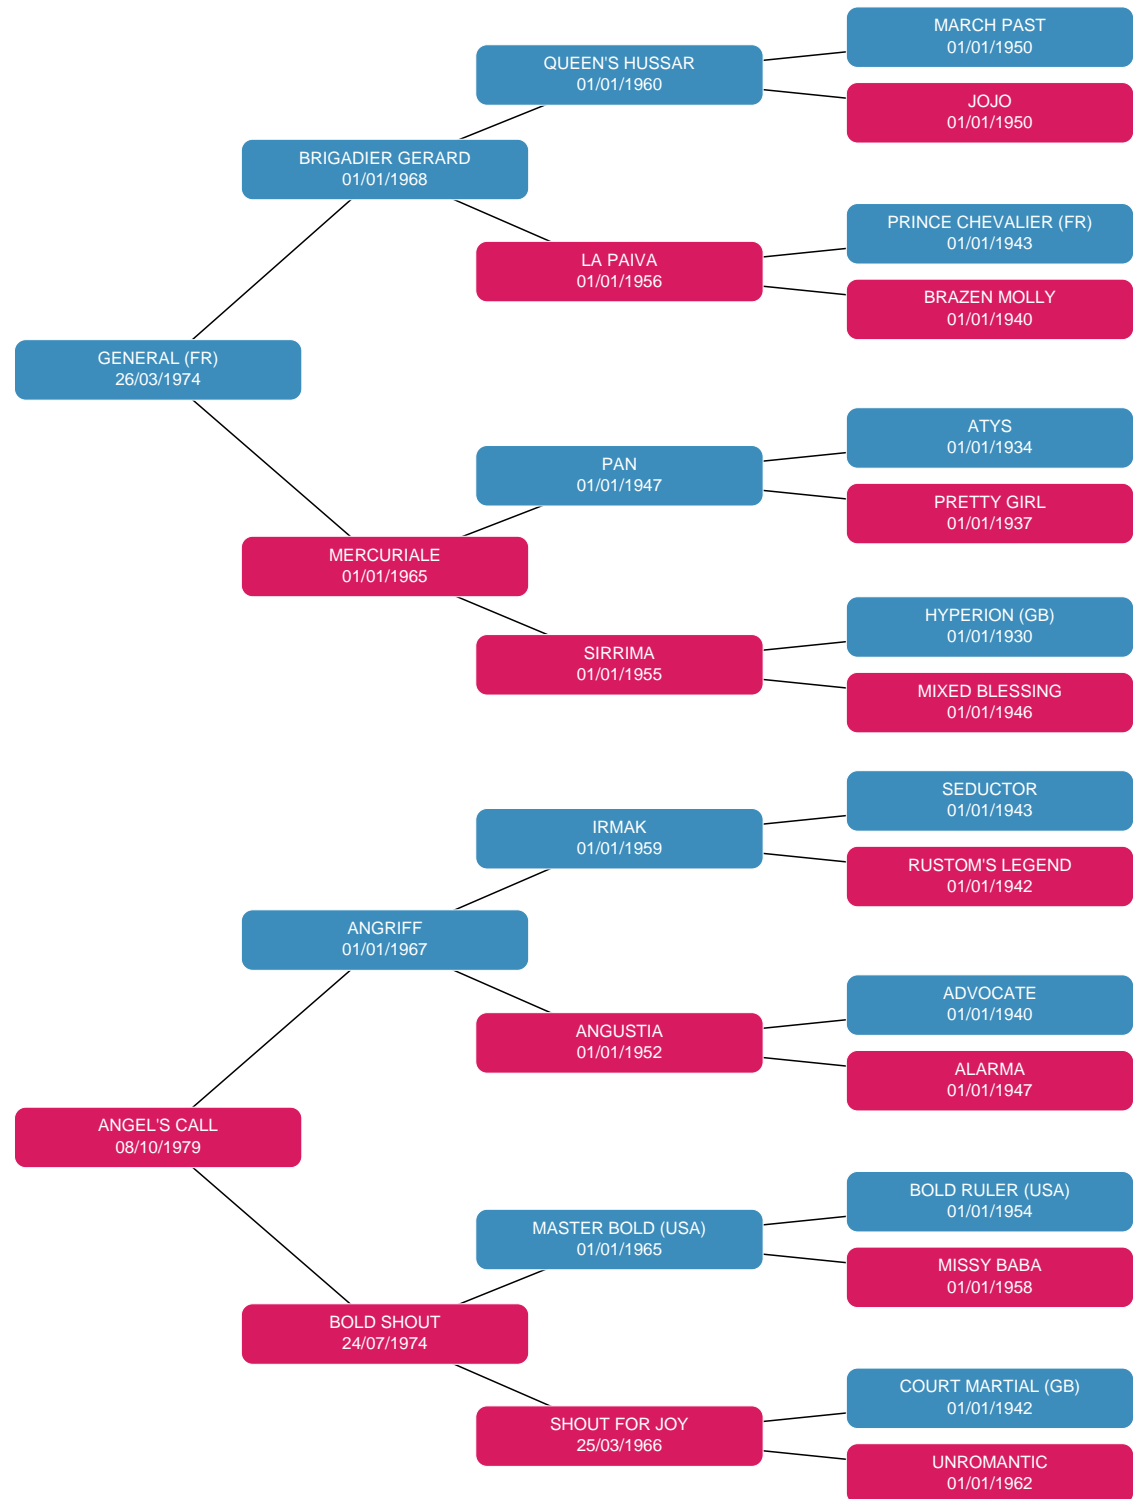 MARCH PAST
01/01/1950
QUEEN'S HUSSAR
01/01/1960
JOJO
01/01/1950
BRIGADIER GERARD
01/01/1968
PRINCE CHEVALIER (FR)
01/01/1943
LA PAIVA
01/01/1956
BRAZEN MOLLY
01/01/1940
GENERAL (FR)
26/03/1974
ATYS
01/01/1934
PAN
01/01/1947
PRETTY GIRL
01/01/1937
MERCURIALE
01/01/1965
HYPERION (GB)
01/01/1930
SIRRIMA
01/01/1955
MIXED BLESSING
01/01/1946
SEDUCTOR
01/01/1943
IRMAK
01/01/1959
RUSTOM'S LEGEND
01/01/1942
ANGRIFF
01/01/1967
ADVOCATE
01/01/1940
ANGUSTIA
01/01/1952
ALARMA
01/01/1947
ANGEL'S CALL
08/10/1979
BOLD RULER (USA)
01/01/1954
MASTER BOLD (USA)
01/01/1965
MISSY BABA
01/01/1958
BOLD SHOUT
24/07/1974
COURT MARTIAL (GB)
01/01/1942
SHOUT FOR JOY
25/03/1966
UNROMANTIC
01/01/1962